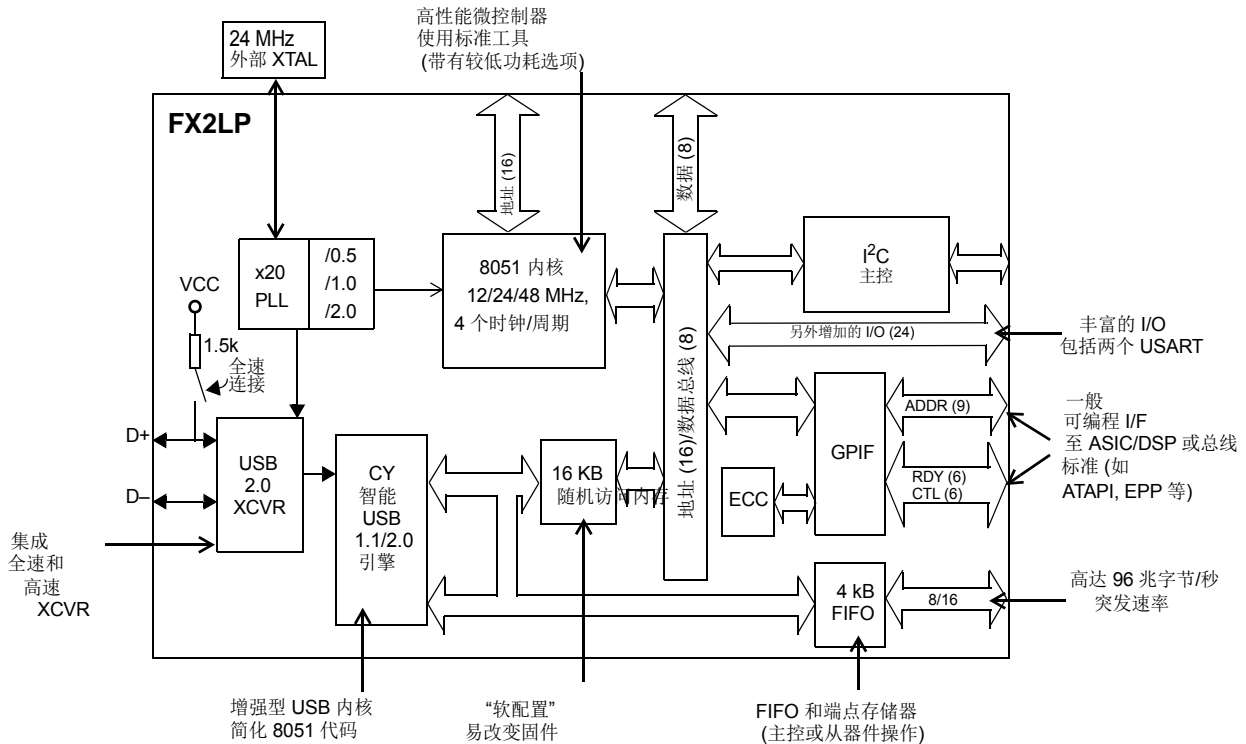 高性能微控制器
使用标准工具
(带有较低功耗选项)
24 MHz
外部 XTAL
FX2LP
地址 (16)
数据 (8)
x20
PLL
/0.5
/1.0
/2.0
8051 内核
12/24/48 MHz,
4 个时钟/周期
I²C
主控
VCC
1.5k
全速
连接
另外增加的 I/O (24)
丰富的 I/O
包括两个 USART
地址 (16)/数据总线 (8)
D+
D–
USB
2.0
XCVR
CY
智能
USB
1.1/2.0
引擎
16 KB
随机访问内存
ECC
GPIF
ADDR (9)
RDY (6)
CTL (6)
一般
可编程 I/F
至 ASIC/DSP 或总线
标准 (如
ATAPI, EPP 等)
集成
全速和
高速
XCVR
4 kB
FIFO
8/16
高达 96 兆字节/秒
突发速率
增强型 USB 内核
简化 8051 代码
“软配置”
易改变固件
FIFO 和端点存储器
(主控或从器件操作)